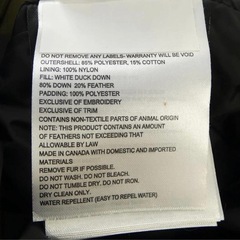 DO NOT REMOVE ANY LABELS- WARRANTY WILL BE VOID
OUTERSHELL: 85% POLYESTER, 15% COTTON
LINING: 100% NYLON
FILL: WHITE DUCK DOWN
80% DOWN 20% FEATHER
PADDING: 100% POLYESTER
EXCLUSIVE OF EMBROIDERY
EXCLUSIVE OF TRIM
CONTAINS NON-TEXTILE PARTS OF ANIMAL ORIGIN
NOTE: THIS PRODUCT CONTAINS AN AMOUNT
OF FEATHERS NOT EXCEEDING THAT
ALLOWABLE BY LAW
MADE IN CANADA WITH DOMESTIC AND IMPORTED
MATERIALS
REMOVE FUR IF POSSIBLE.
DO NOT WASH. DO NOT BLEACH.
DO NOT TUMBLE DRY. DO NOT IRON.
DRY CLEAN ONLY.
WATER REPELLENT (EASY TO REPEL WATER)